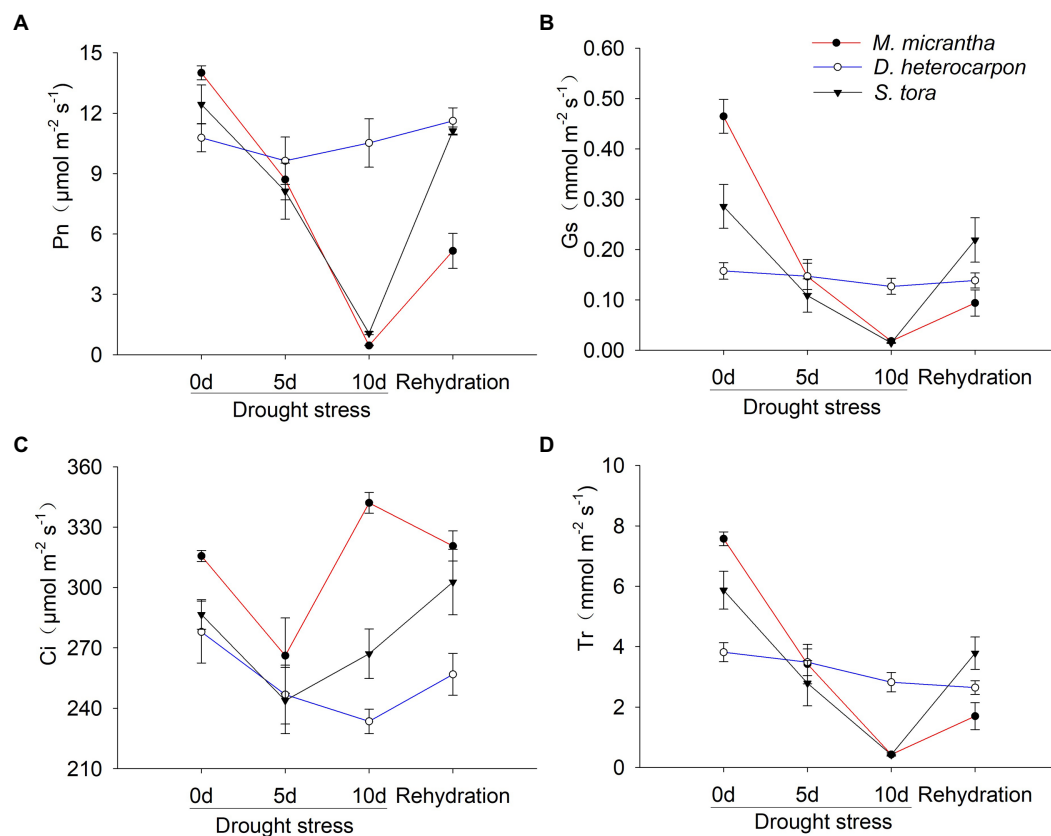 A
15
12
9
6
3
0
Pn（μmol m-2 s-1）
0d 5d 10d Rehydration
Drought stress
B
M. micrantha
D. heterocarpon
S. tora
0.60
0.50
0.40
0.30
0.20
0.10
0.00
Gs（mmol m-2 s-1)
0d 5d 10d Rehydration
Drought stress
C
360
330
300
270
240
210
Ci（μmol m-2 s-1）
0d 5d 10d Rehydration
Drought stress
D
10
8
6
4
2
0
Tr（mmol m-2 s-1)
0d 5d 10d Rehydration
Drought stress